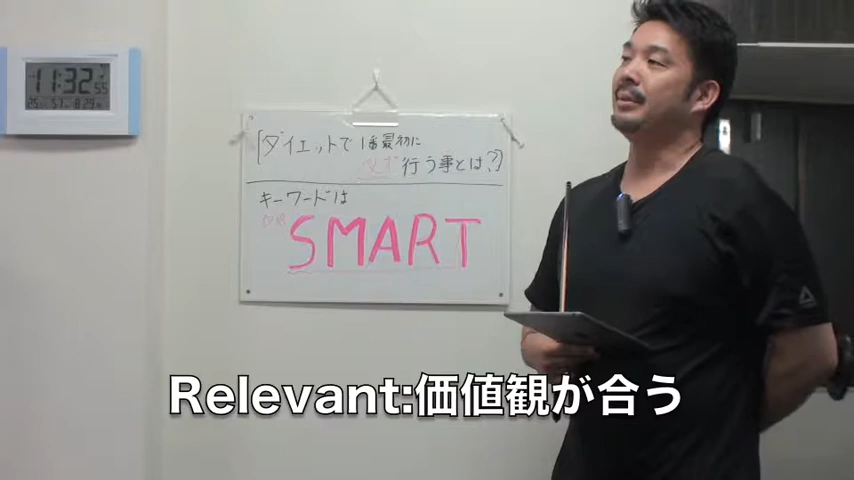 11:32 55
[ダイエットで1番最初に
必ず行う事とは?]
キーワードは
SMART
Relevant:価値観が合う